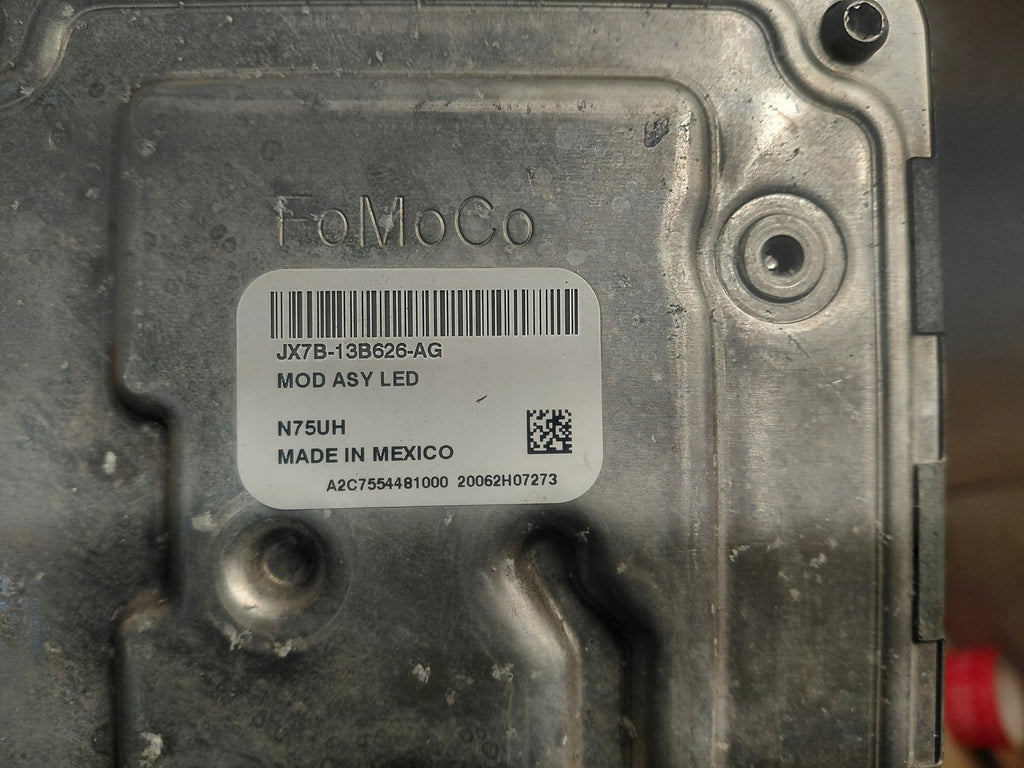 FoMoCo
JX7B-13B626-AG
MOD ASY LED
N75UH
MADE IN MEXICO
A2C7554481000 20062H07273